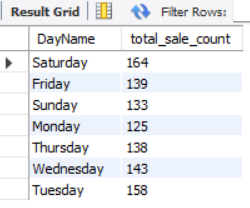 Result Grid Filter Rows:
DayName total_sale_count
Saturday 164
Friday 139
Sunday 133
Monday 125
Thursday 138
Wednesday 143
Tuesday 158